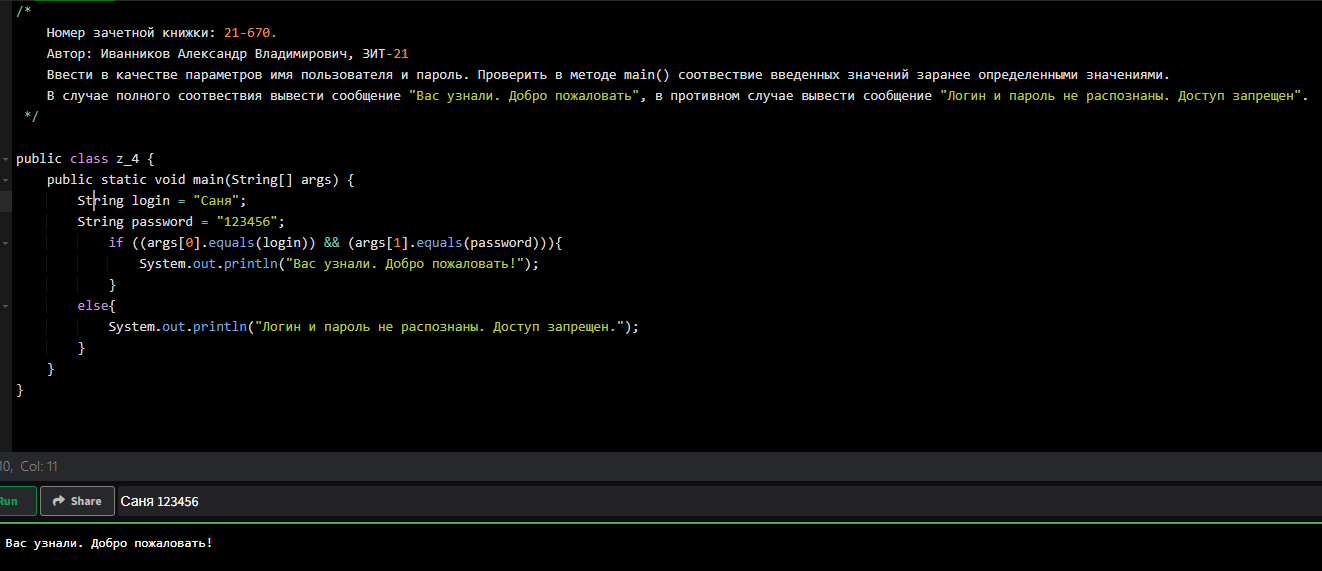 /*
Номер зачетной книжки: 21-670.
Автор: Иванников Александр Владимирович, ЗИТ-21
Ввести в качестве параметров имя пользователя и пароль. Проверить в методе main() соотвествие введенных значений заранее определенными значениями.
В случае полного соотвествия вывести сообщение "Вас узнали. Добро пожаловать", в противном случае вывести сообщение "Логин и пароль не распознаны. Доступ запрещен".
*/
public class z_4 {
public static void main(String[] args) {
String login = "Саня";
String password = "123456";
if ((args[0].equals(login)) && (args[1].equals(password))){
System.out.println("Вас узнали. Добро пожаловать!");
}
else{
System.out.println("Логин и пароль не распознаны. Доступ запрещен.");
}
}
}
10, Col: 11
Run Share Саня 123456
Вас узнали. Добро пожаловать!